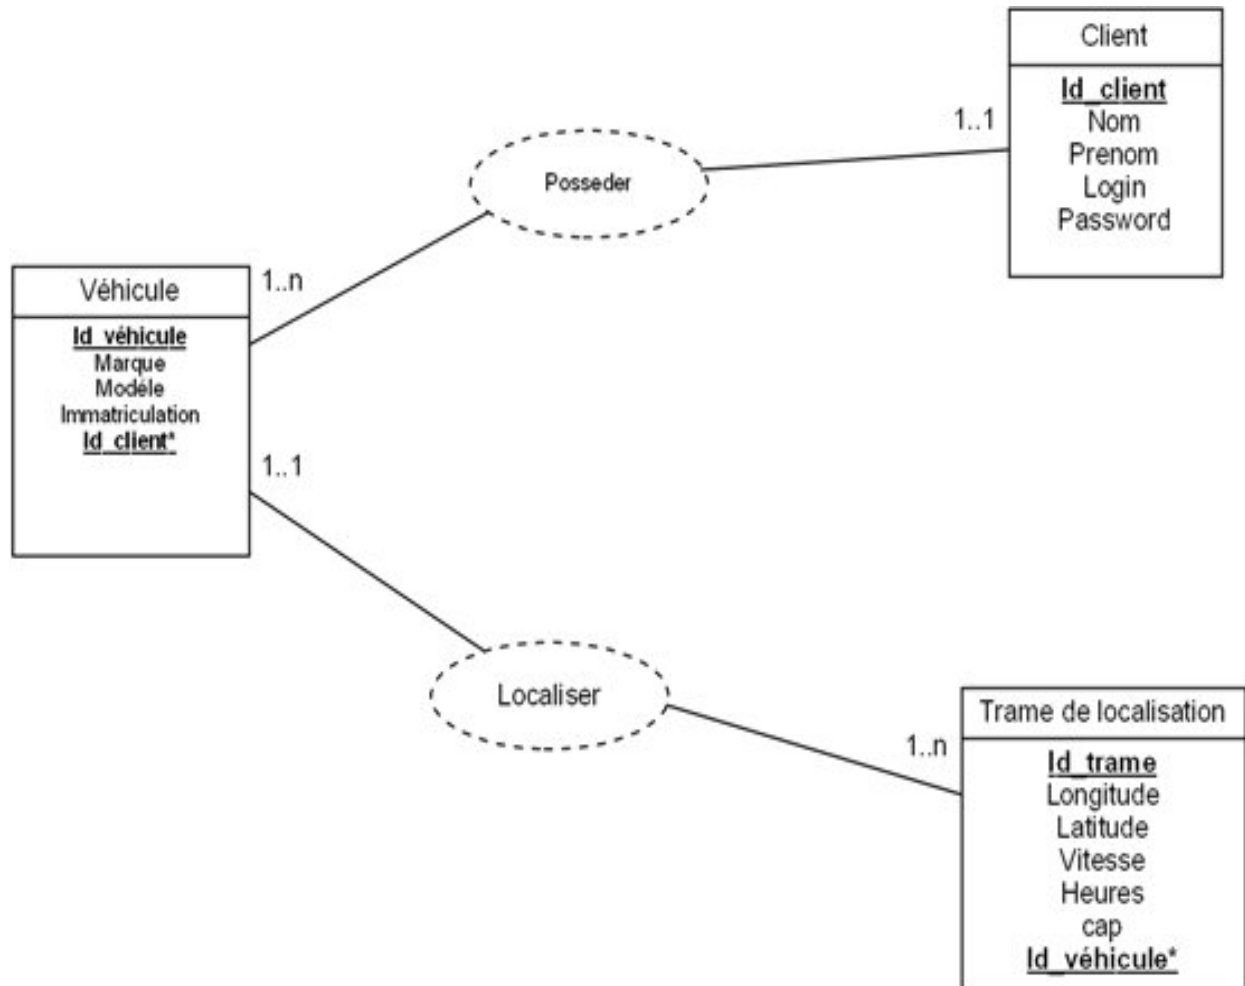 Client
Id_client
Nom
Prenom
Login
Password
1..1
Posseder
1..n
Véhicule
Id_véhicule
Marque
Modéle
Immatriculation
Id_client*
1..1
Localiser
1..n
Trame de localisation
Id_trame
Longitude
Latitude
Vitesse
Heures
cap
Id_véhicule*